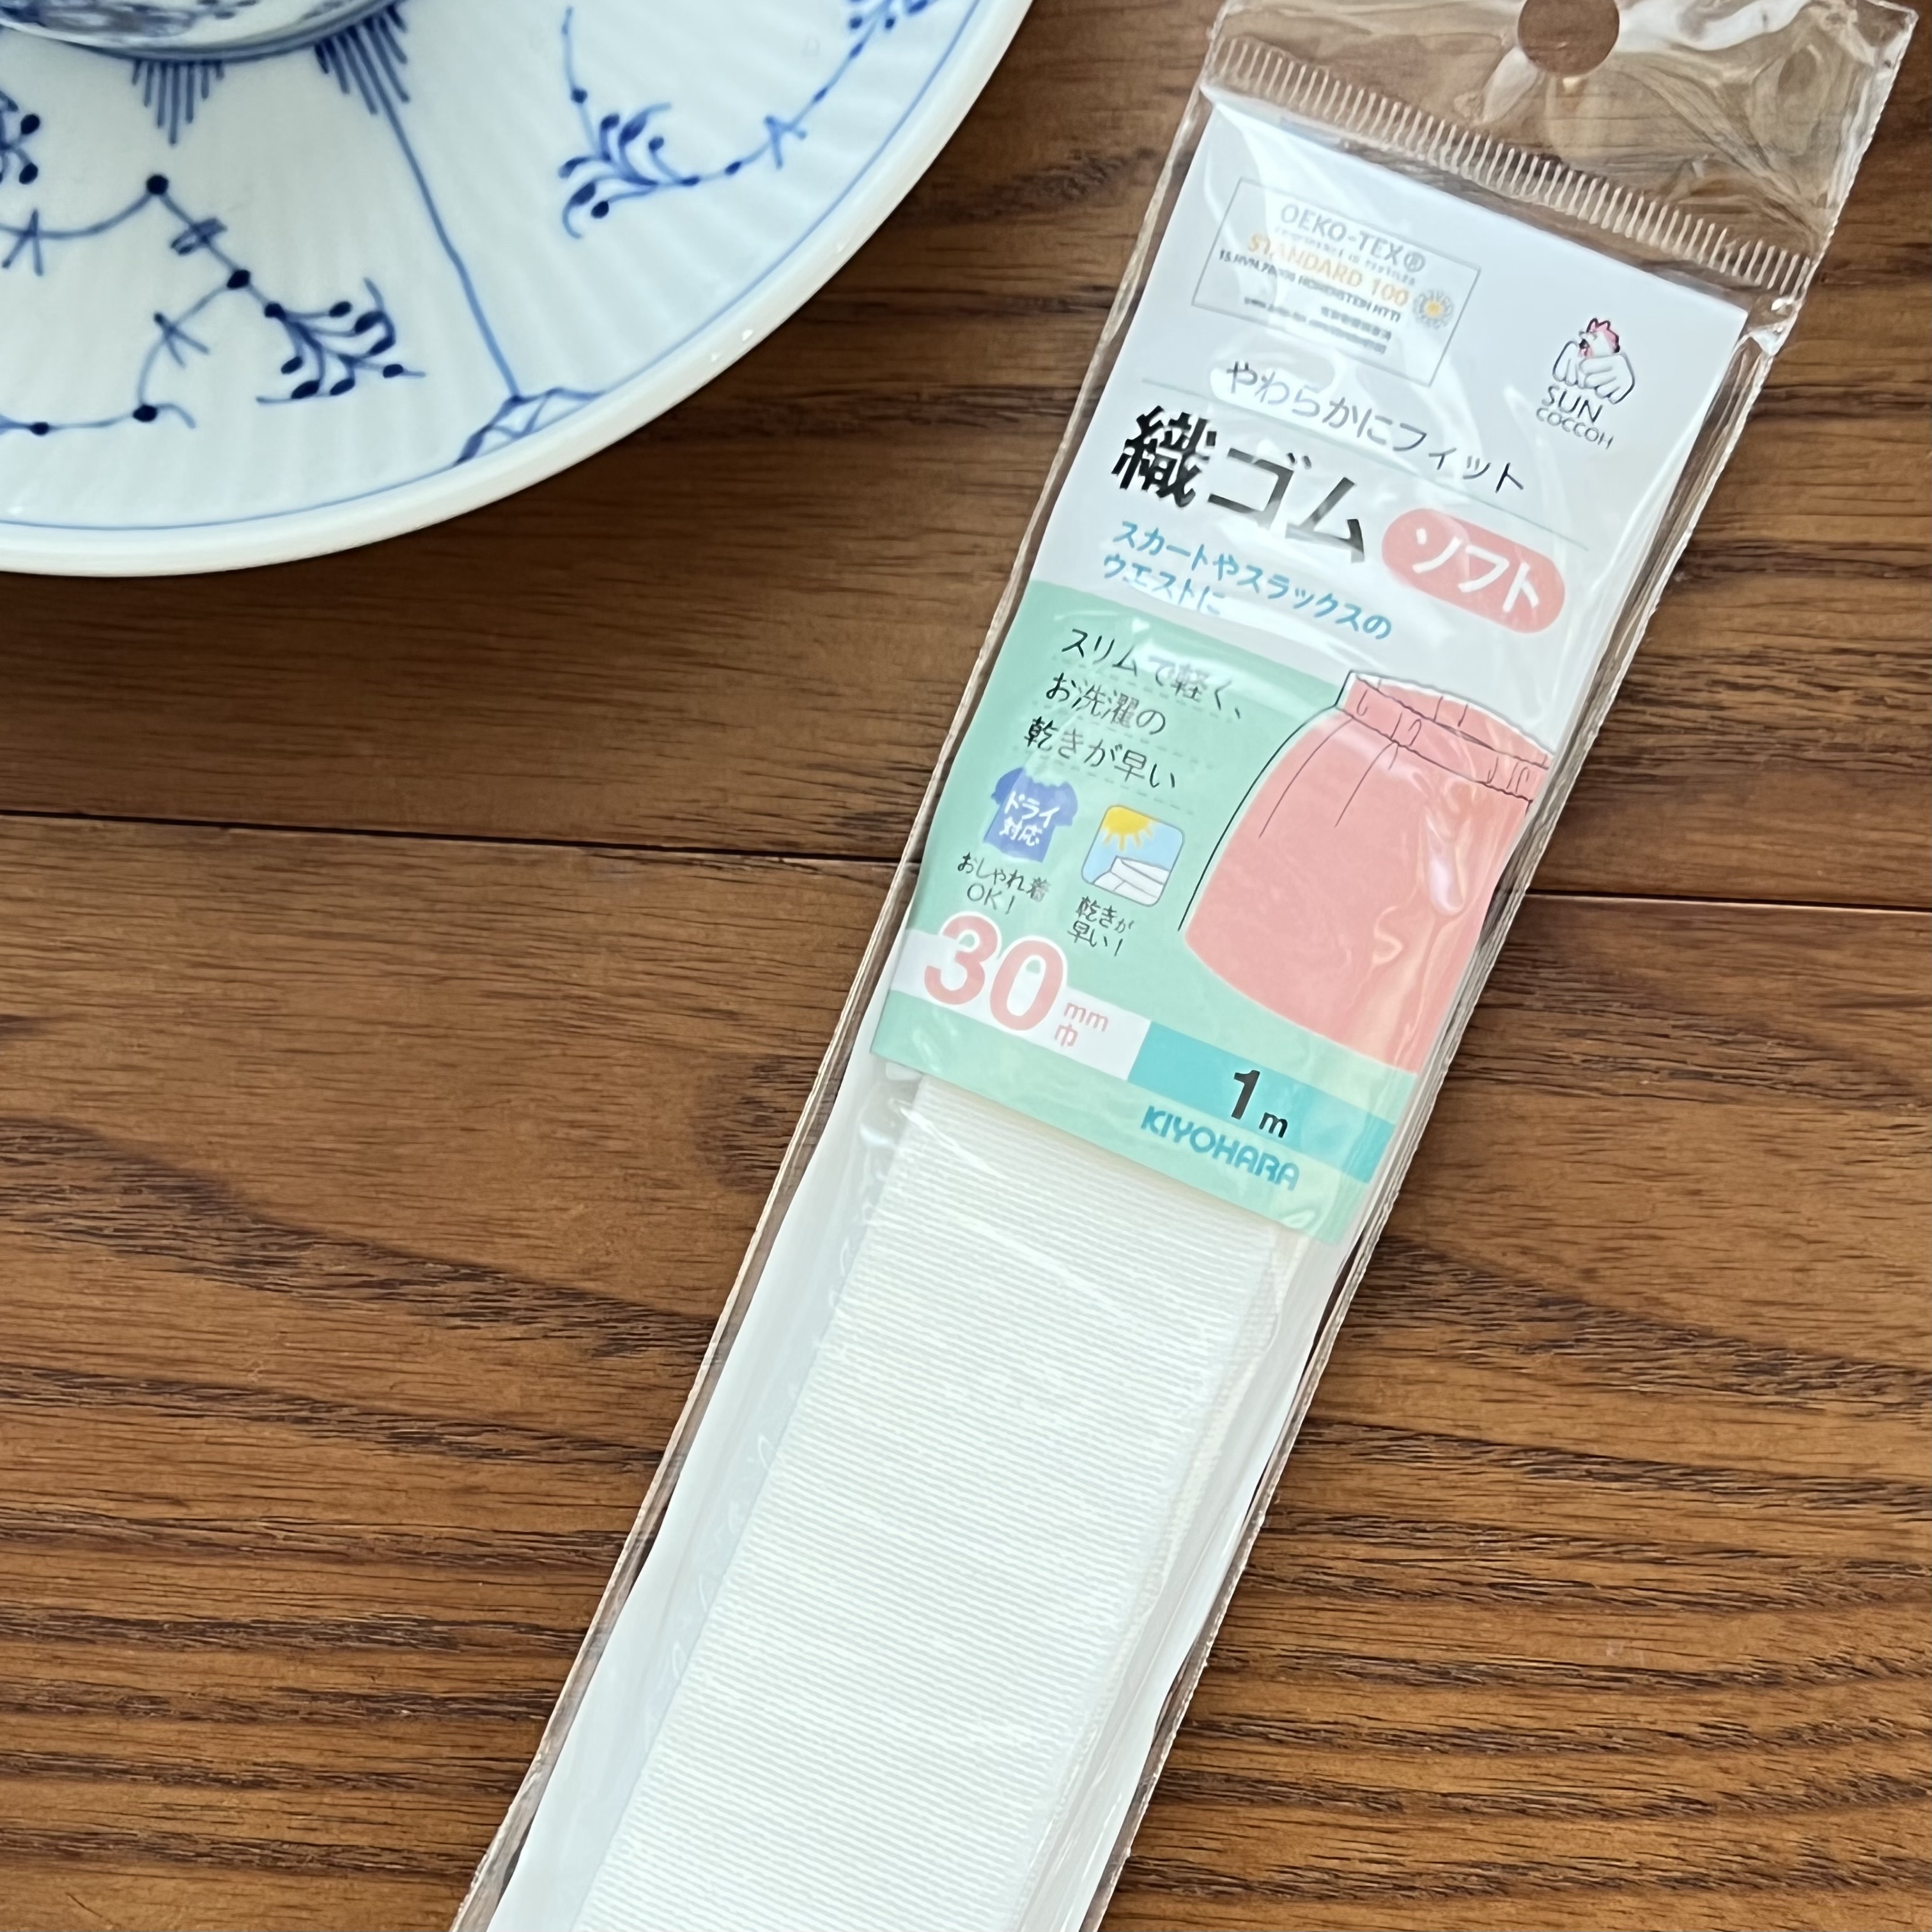 OEKO-TEX®
STANDARD 100
やわらかにフィット
SUN
COCCOH
織ゴム ソフト
スカートやスラックスの
ウエストに
スリムで軽く、
お洗濯の
乾きが早い
ドライ
対応
おしゃれ着
OK!
乾きが
早い!
30mm
巾
1m
KIYOHARA